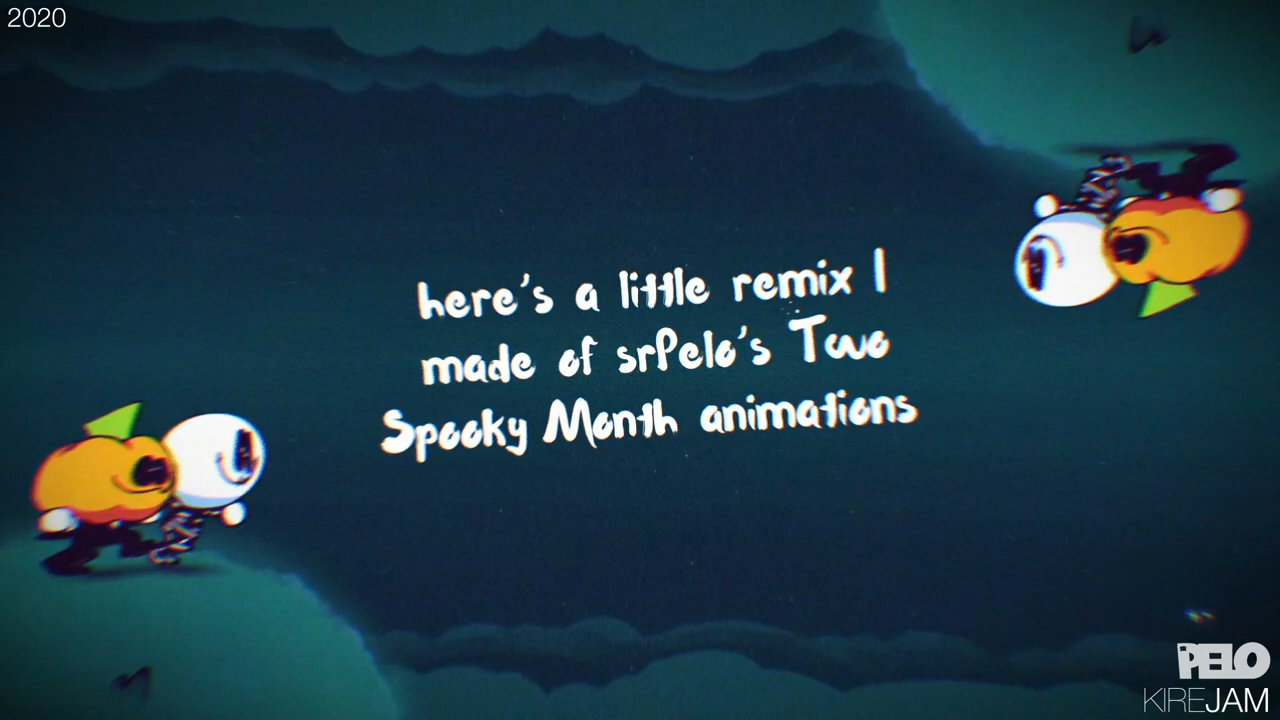 2020
here's a little remix I
made of srPelo's Two
Spooky Month animations
PELO
KIREJAM